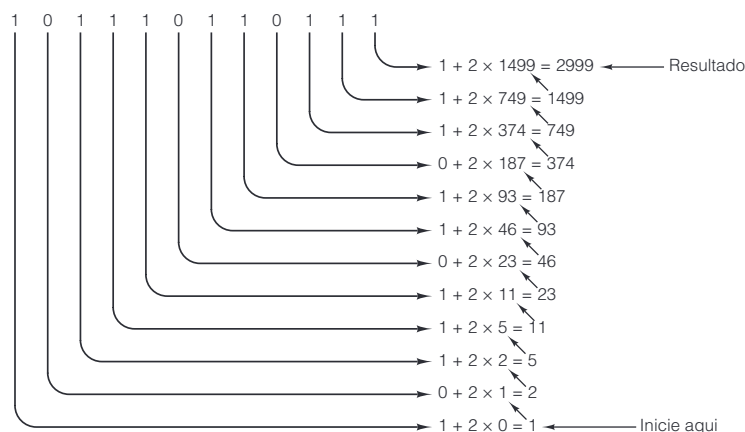 1 0 1 1 1 0 1 1 0 1 1 1
1 + 2 × 1499 = 2999 Resultado
1 + 2 × 749 = 1499
1 + 2 × 374 = 749
0 + 2 × 187 = 374
1 + 2 × 93 = 187
1 + 2 × 46 = 93
0 + 2 × 23 = 46
1 + 2 × 11 = 23
1 + 2 × 5 = 11
1 + 2 × 2 = 5
0 + 2 × 1 = 2
1 + 2 × 0 = 1 Inicie aqui